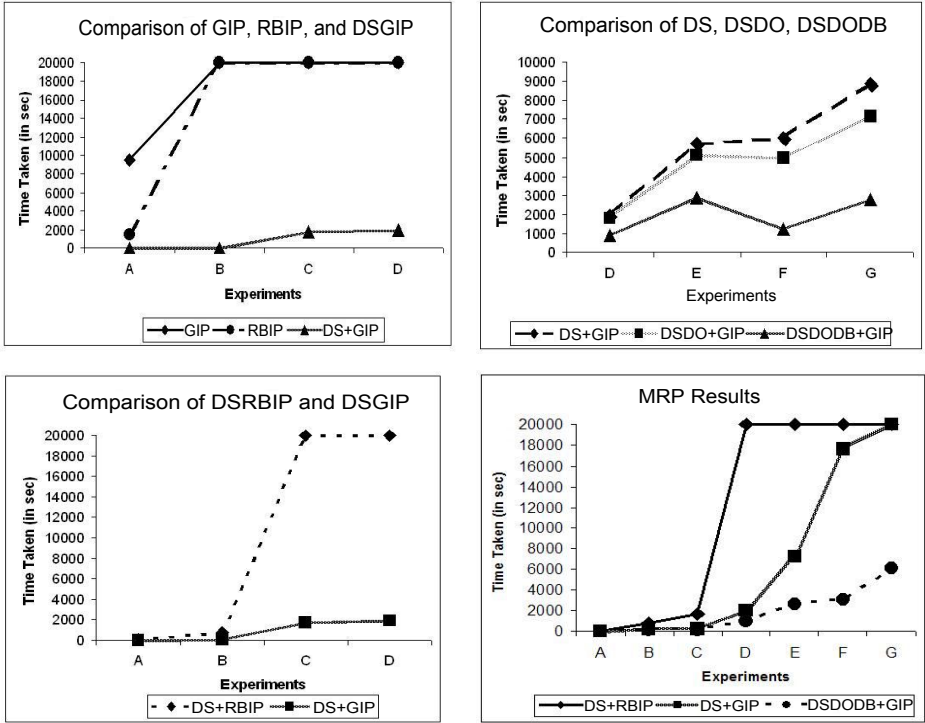 Comparison of GIP, RBIP, and DSGIP
20000
18000
16000
14000
12000
10000
8000
6000
4000
2000
0
Time Taken (in sec)
A B C D
Experiments
GIP RBIP DS+GIP
Comparison of DS, DSDO, DSDODB
10000
9000
8000
7000
6000
5000
4000
3000
2000
1000
0
Time Taken (in sec)
D E F G
Experiments
DS+GIP DSDO+GIP DSDODB+GIP
Comparison of DSRBIP and DSGIP
20000
18000
16000
14000
12000
10000
8000
6000
4000
2000
0
Time Taken (in sec)
A B C D
Experiments
DS+RBIP DS+GIP
MRP Results
20000
18000
16000
14000
12000
10000
8000
6000
4000
2000
0
Time Taken (in sec)
A B C D E F G
Experiments
DS+RBIP DS+GIP DSDODB+GIP